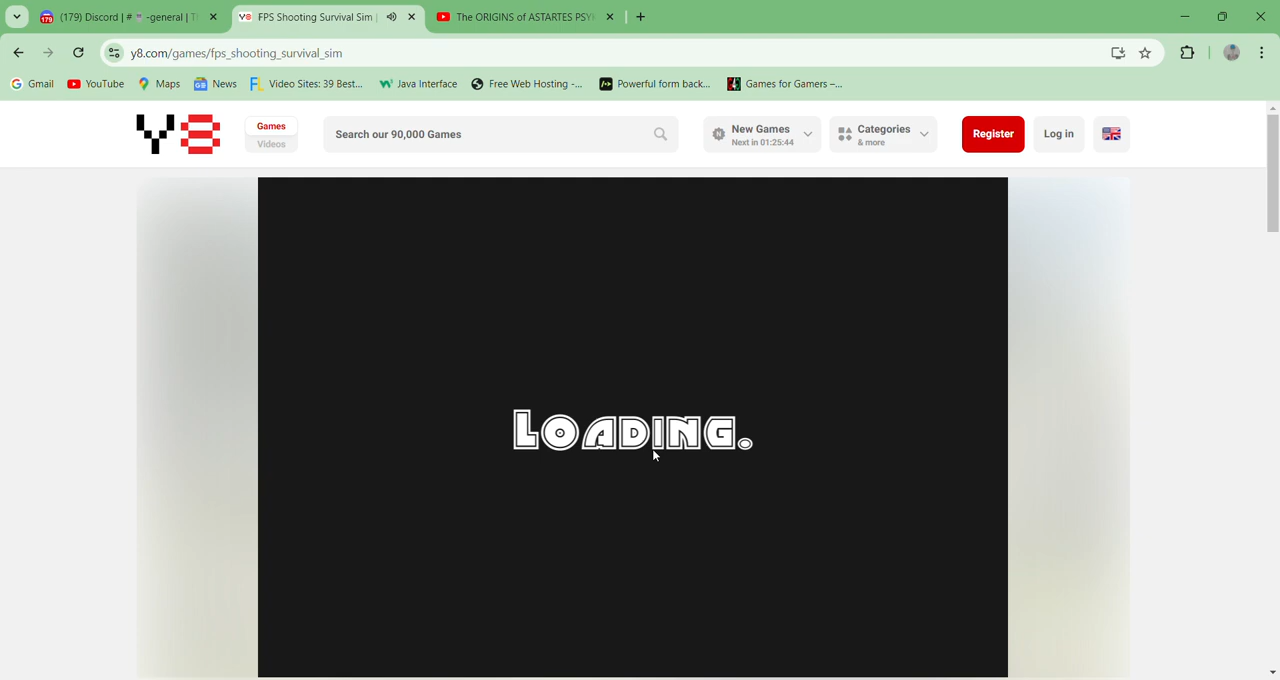 (179) Discord | #
-general | T
FPS Shooting Survival Sim |
The ORIGINS of ASTARTES PSY
y8.com/games/fps_shooting_survival_sim
Gmail
YouTube
Maps
News
Video Sites: 39 Best...
Java Interface
Free Web Hosting -...
Powerful form back...
Games for Gamers –...
Y8
Games
Videos
Search our 90,000 Games
New Games
Next in 01:25:44
Categories
& more
Register
Log in
LOADING.